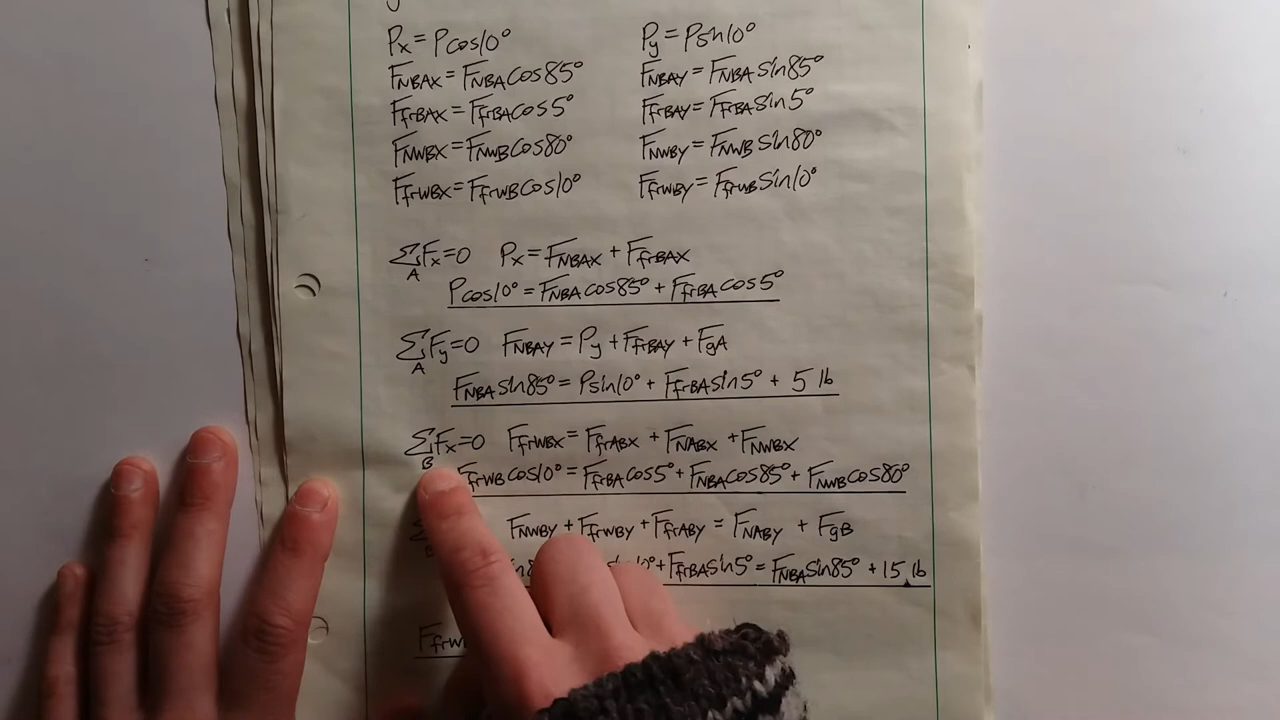 Px = Pcos10° Py = Psin10°
FNBAX = FNBAcos85° FNBAY = FNBAsin85°
FfrBAX = FfrBAcos5° FfrBAY = FfrBAsin5°
FNWBX = FNWBcos80° FNWBY = FNWBsin80°
FfrWBX = FfrWBcos10° FfrWBY = FfrWBsin10°
ΣFx=0 Px = FNBAX + FfrBAX
A
Pcos10° = FNBAcos85° + FfrBAcos5°
ΣFy=0 FNBAY = Py + FfrBAY + FgA
A
FNBAsin85° = Psin10° + FfrBAsin5° + 5 lb
ΣFx=0 FfrWBX = FfrABX + FNABX + FNWBX
B
FfrWBcos10° = FfrBAcos5° + FNBAcos85° + FNWBcos80°
FNWBY + FfrWBY + FfrABY = FNABY + FgB
+ FfrBAsin5° = FNBAsin85° + 15 lb